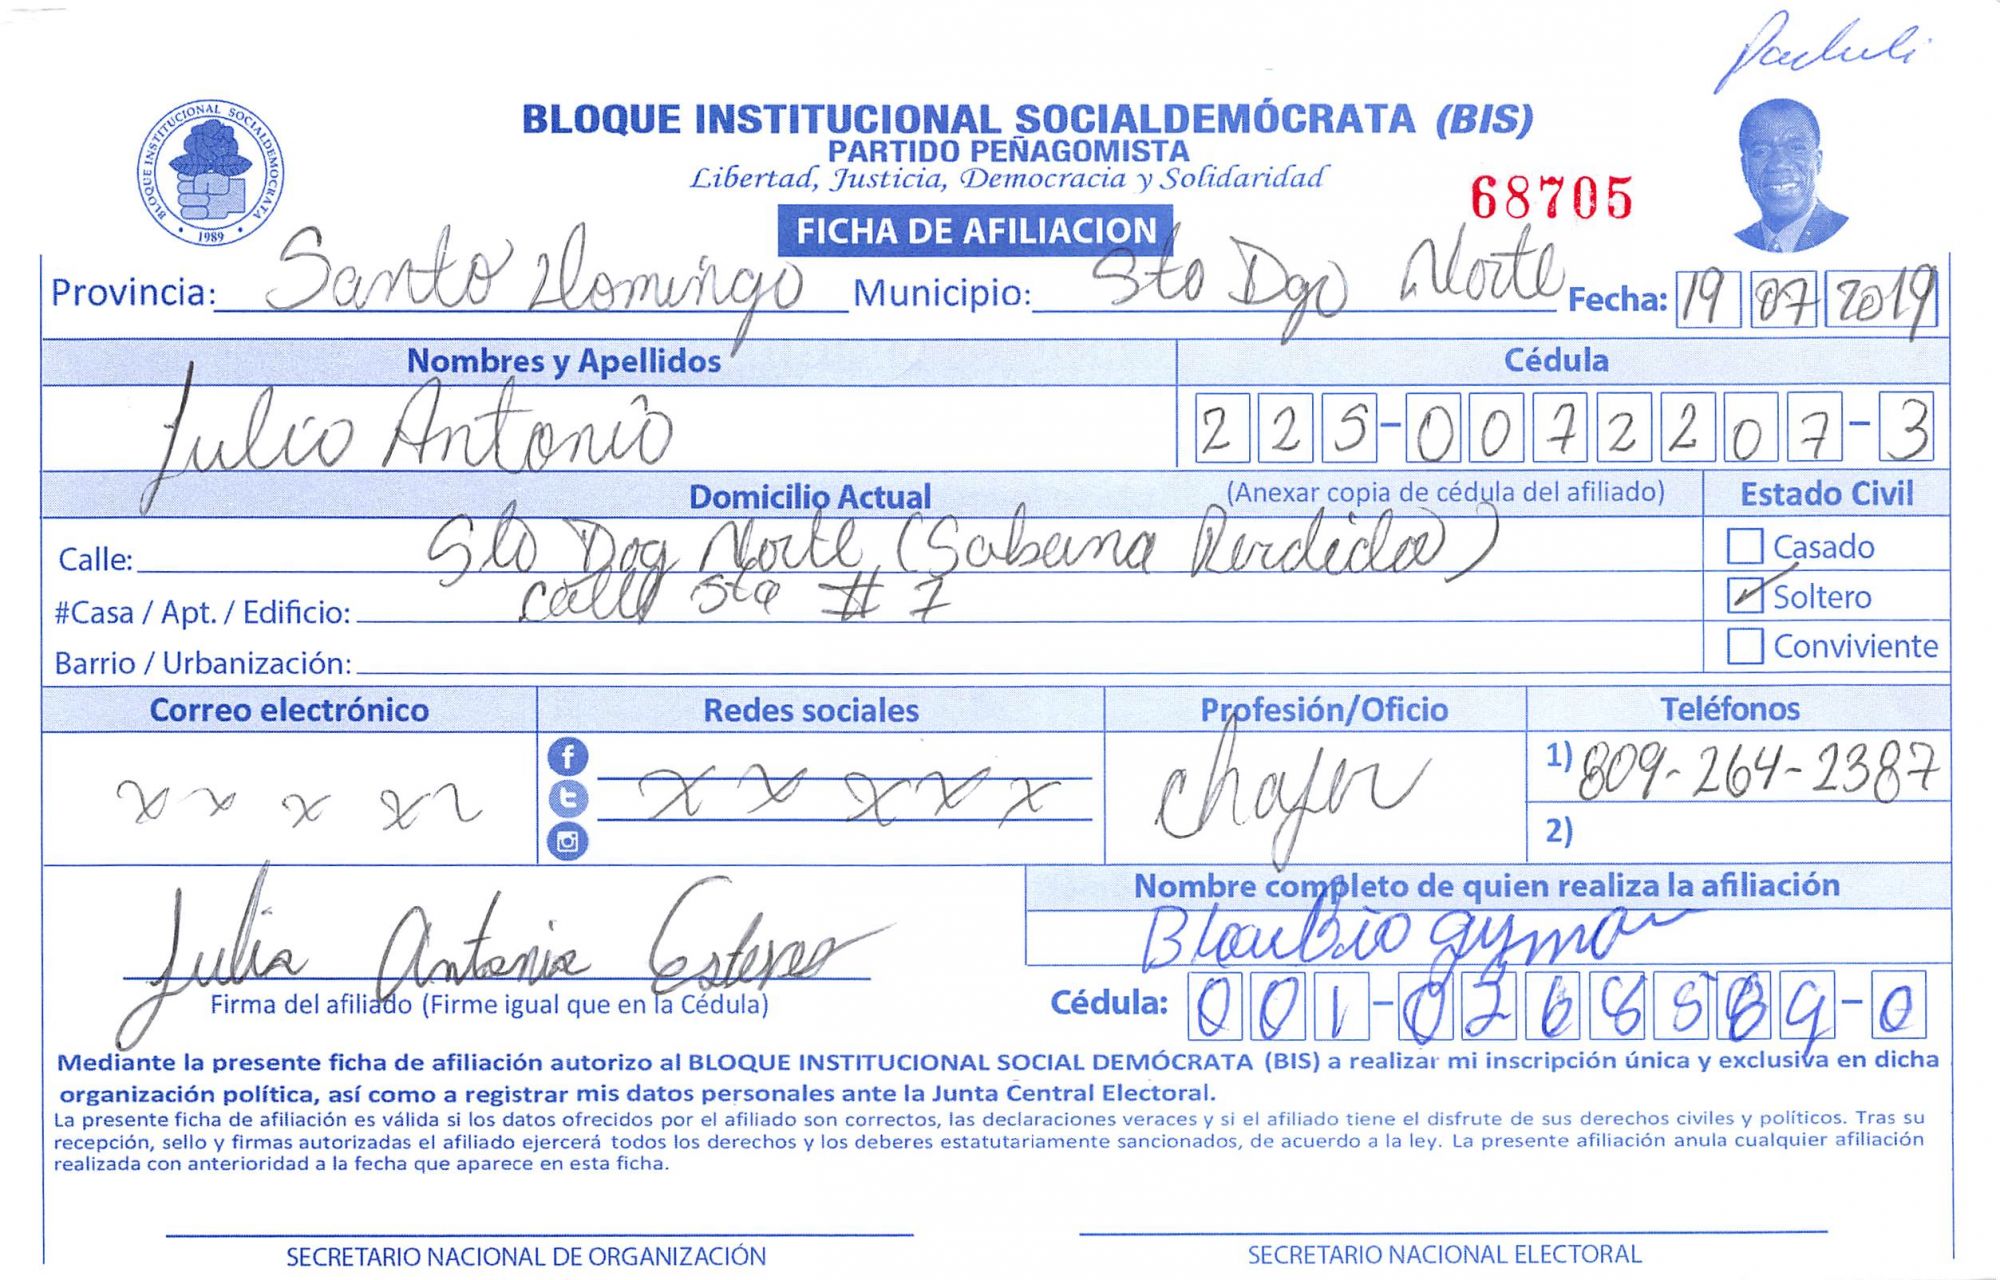 BLOQUE INSTITUCIONAL SOCIALDEMÓCRATA (BIS)
PARTIDO PEÑAGOMISTA
Libertad, Justicia, Democracia y Solidaridad
68705
BLOQUE INSTITUCIONAL SOCIALDEMOCRATA
1989
FICHA DE AFILIACION
Provincia: Santo Domingo Municipio: Sto Dgo Norte Fecha: 19 07 2019
Nombres y Apellidos Cédula
Julio Antonio 225-0072207-3
Domicilio Actual (Anexar copia de cédula del afiliado) Estado Civil
Calle: Sto Dog Norte (Sabana Perdida) Casado
#Casa / Apt. / Edificio: Calle 5ta # 7 Soltero
Barrio / Urbanización: Conviviente
Correo electrónico Redes sociales Profesión/Oficio Teléfonos
x x x x x x x x x x chofer 1) 809-264-2387
2)
Nombre completo de quien realiza la afiliación
Julia Antonia Esteves
Firma del afiliado (Firme igual que en la Cédula) Cédula: 001-0268589-0
Mediante la presente ficha de afiliación autorizo al BLOQUE INSTITUCIONAL SOCIAL DEMÓCRATA (BIS) a realizar mi inscripción única y exclusiva en dicha
organización política, así como a registrar mis datos personales ante la Junta Central Electoral.
La presente ficha de afiliación es válida si los datos ofrecidos por el afiliado son correctos, las declaraciones veraces y si el afiliado tiene el disfrute de sus derechos civiles y políticos. Tras su
recepción, sello y firmas autorizadas el afiliado ejercerá todos los derechos y los deberes estatutariamente sancionados, de acuerdo a la ley. La presente afiliación anula cualquier afiliación
realizada con anterioridad a la fecha que aparece en esta ficha.
SECRETARIO NACIONAL DE ORGANIZACIÓN SECRETARIO NACIONAL ELECTORAL